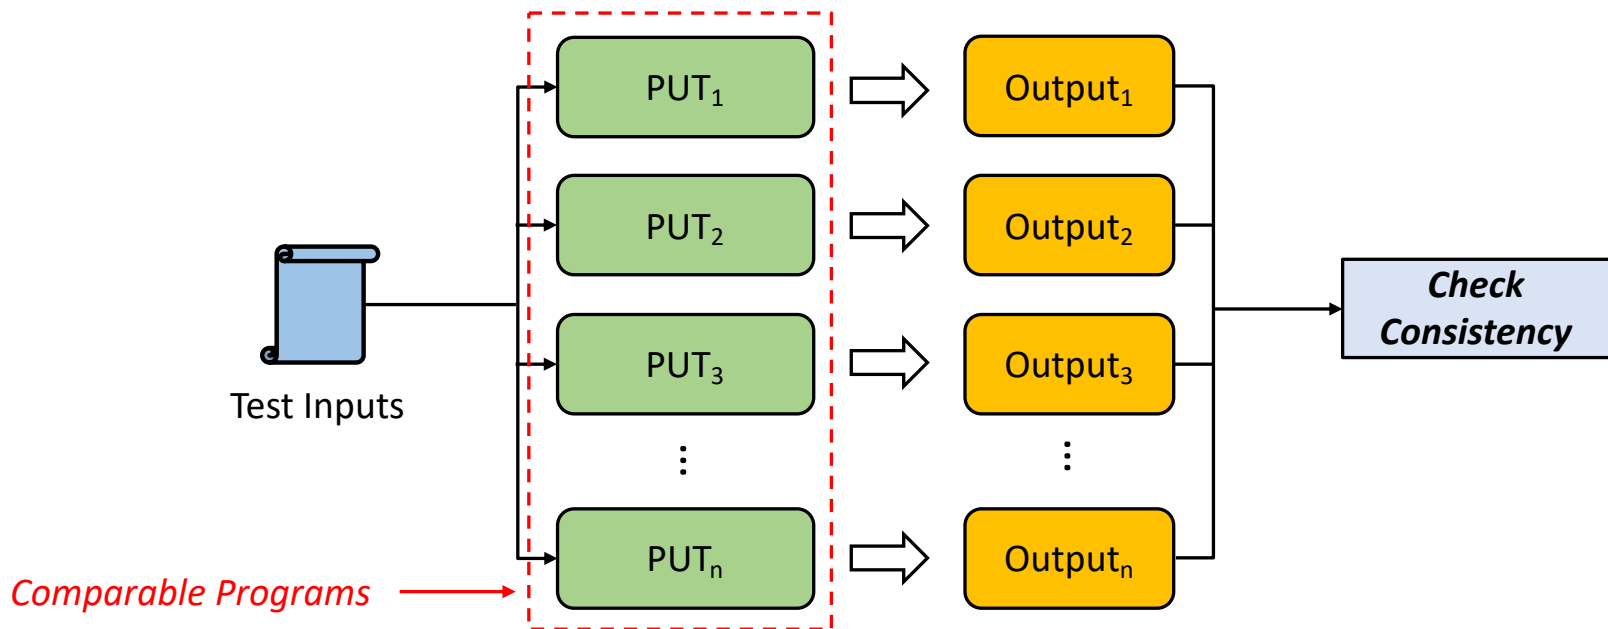 PUT₁
Output₁
PUT₂
Output₂
Check
Consistency
PUT₃
Output₃
Test Inputs
⋮
⋮
PUTₙ
Outputₙ
Comparable Programs